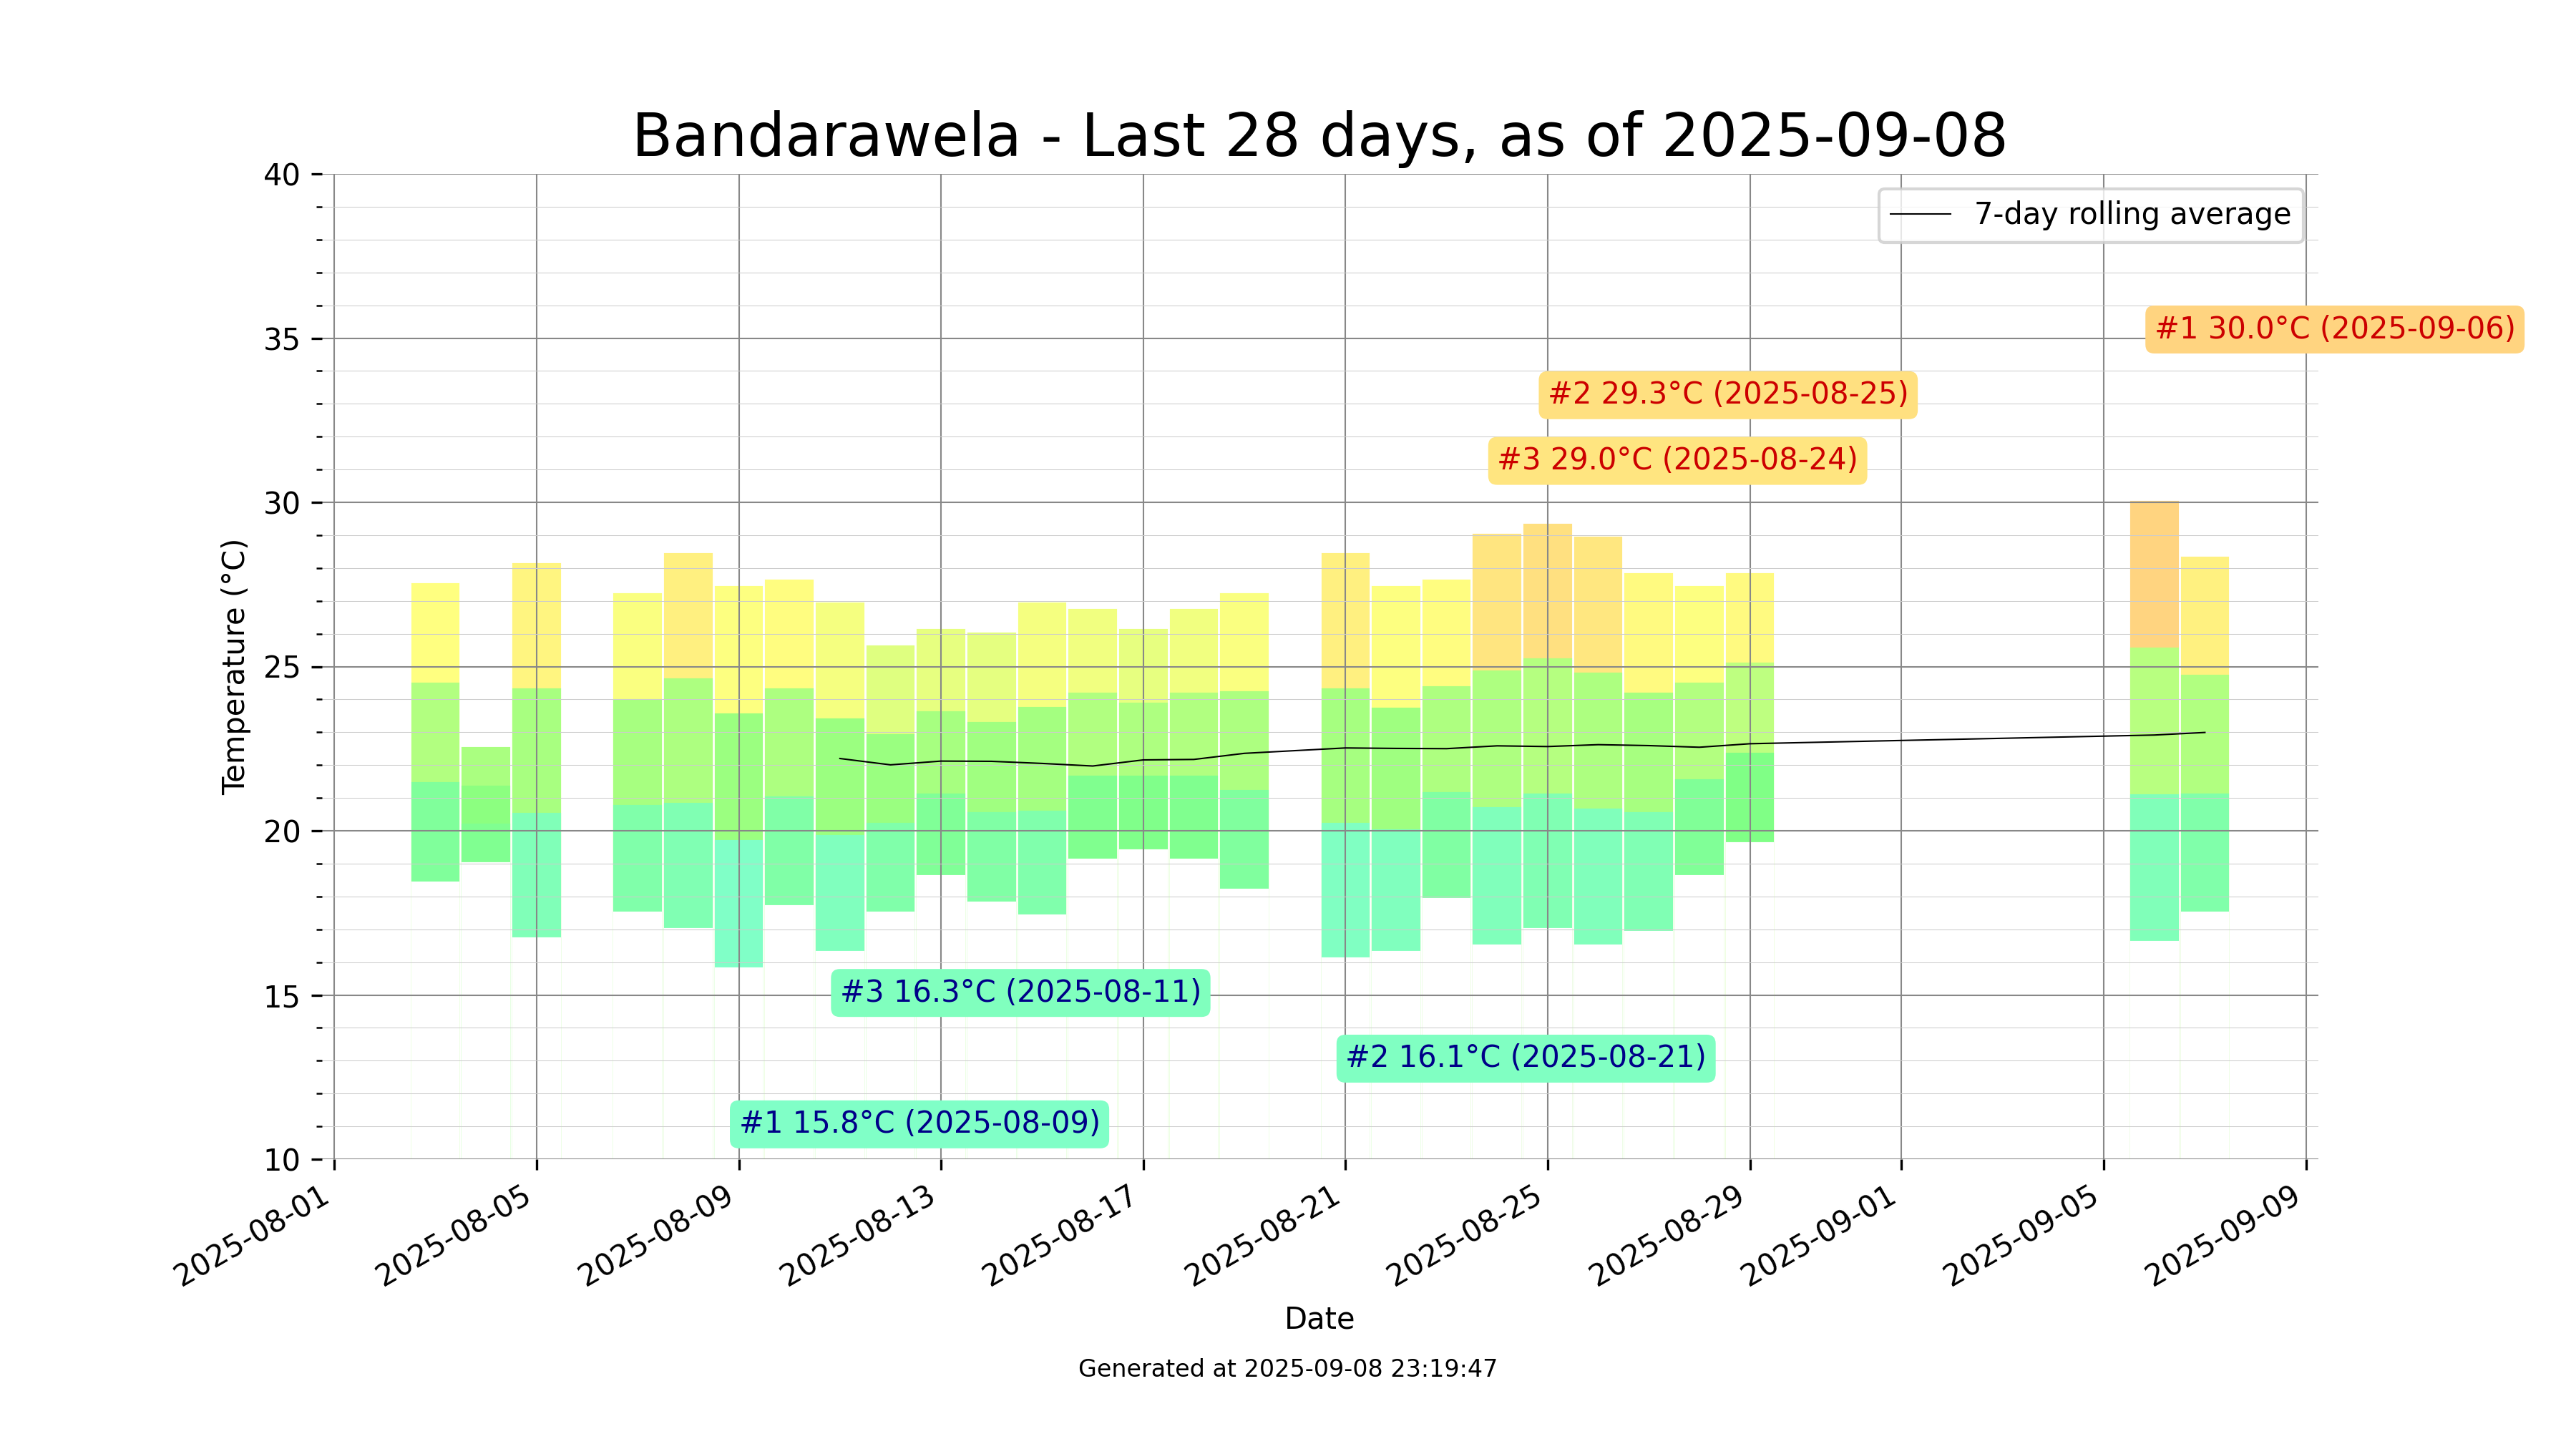 Bandarawela - Last 28 days, as of 2025-09-08
40
35
30
25
20
15
10
Temperature (°C)
7-day rolling average
#1 30.0°C (2025-09-06)
#2 29.3°C (2025-08-25)
#3 29.0°C (2025-08-24)
#3 16.3°C (2025-08-11)
#2 16.1°C (2025-08-21)
#1 15.8°C (2025-08-09)
2025-08-01
2025-08-05
2025-08-09
2025-08-13
2025-08-17
2025-08-21
2025-08-25
2025-08-29
2025-09-01
2025-09-05
2025-09-09
Date
Generated at 2025-09-08 23:19:47